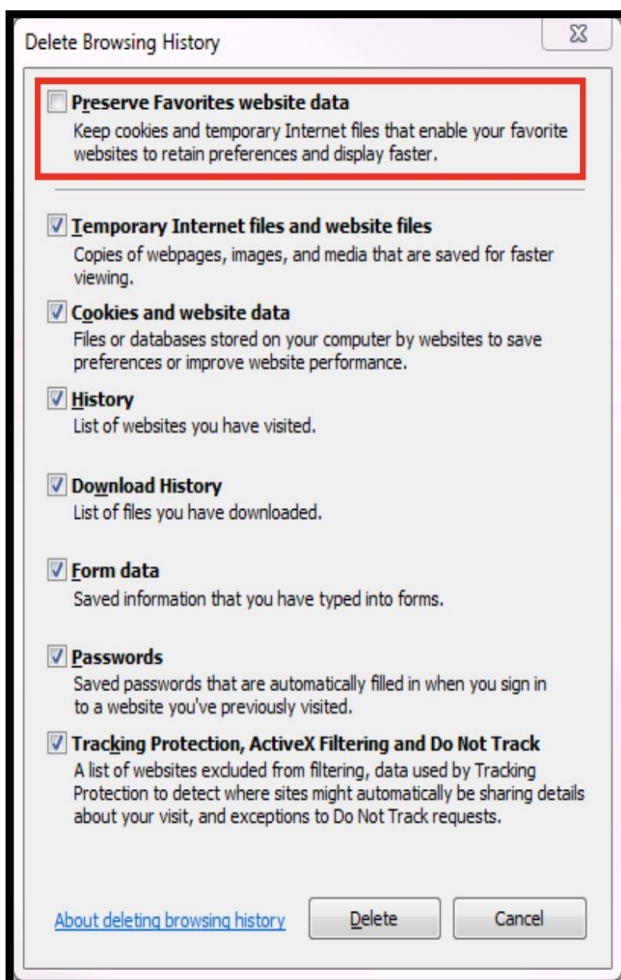 Delete Browsing History
Preserve Favorites website data
Keep cookies and temporary Internet files that enable your favorite
websites to retain preferences and display faster.
Temporary Internet files and website files
Copies of webpages, images, and media that are saved for faster
viewing.
Cookies and website data
Files or databases stored on your computer by websites to save
preferences or improve website performance.
History
List of websites you have visited.
Download History
List of files you have downloaded.
Form data
Saved information that you have typed into forms.
Passwords
Saved passwords that are automatically filled in when you sign in
to a website you've previously visited.
Tracking Protection, ActiveX Filtering and Do Not Track
A list of websites excluded from filtering, data used by Tracking
Protection to detect where sites might automatically be sharing details
about your visit, and exceptions to Do Not Track requests.
About deleting browsing history Delete Cancel